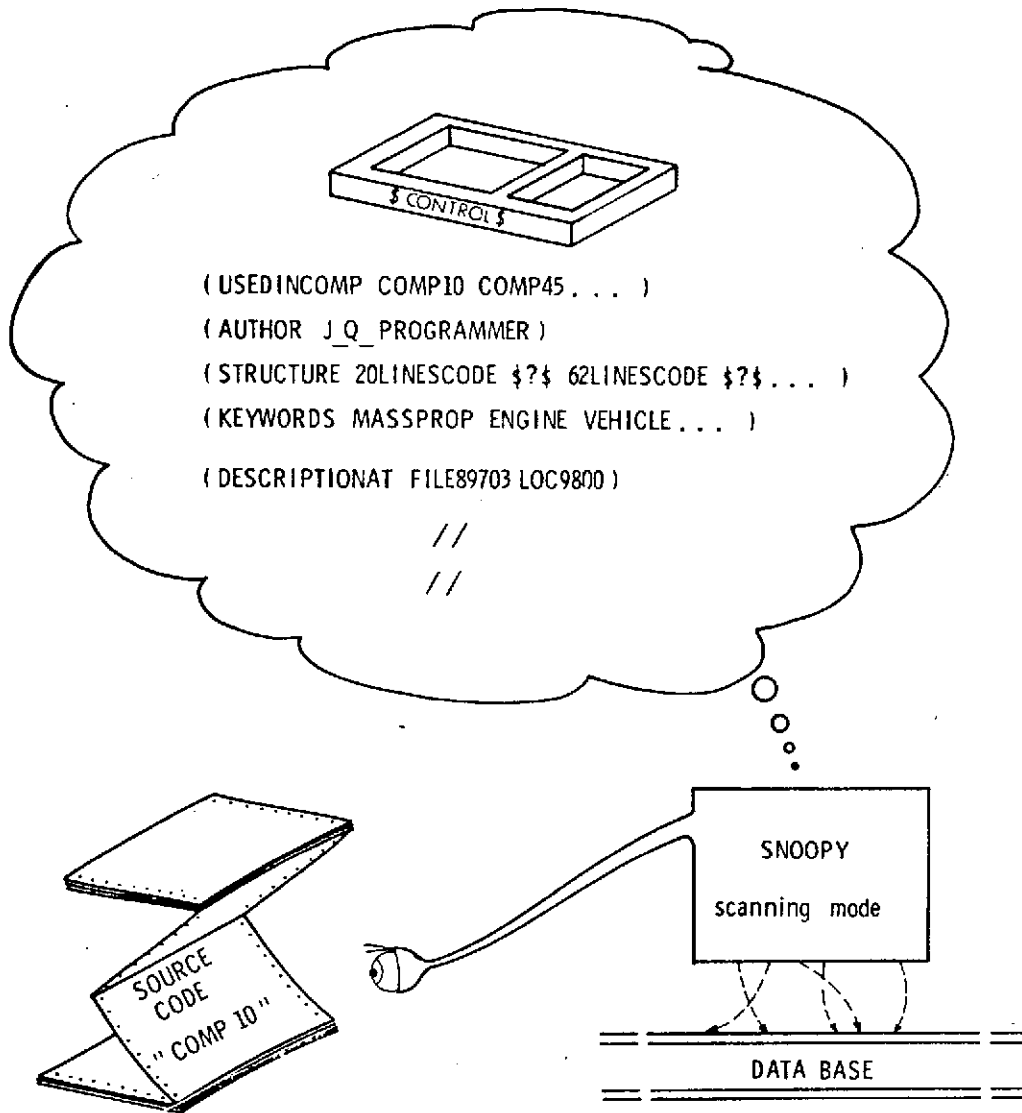 $ CONTROL $
( USEDINCOMP COMP10 COMP45 . . . )
( AUTHOR J_Q_PROGRAMMER )
( STRUCTURE 20LINESCODE $?$ 62LINESCODE $?$ . . . )
( KEYWORDS MASSPROP ENGINE VEHICLE . . . )
( DESCRIPTIONAT FILE89703 LOC9800 )
/ /
/ /
SNOOPY
scanning mode
SOURCE
CODE
" COMP 10 "
DATA BASE